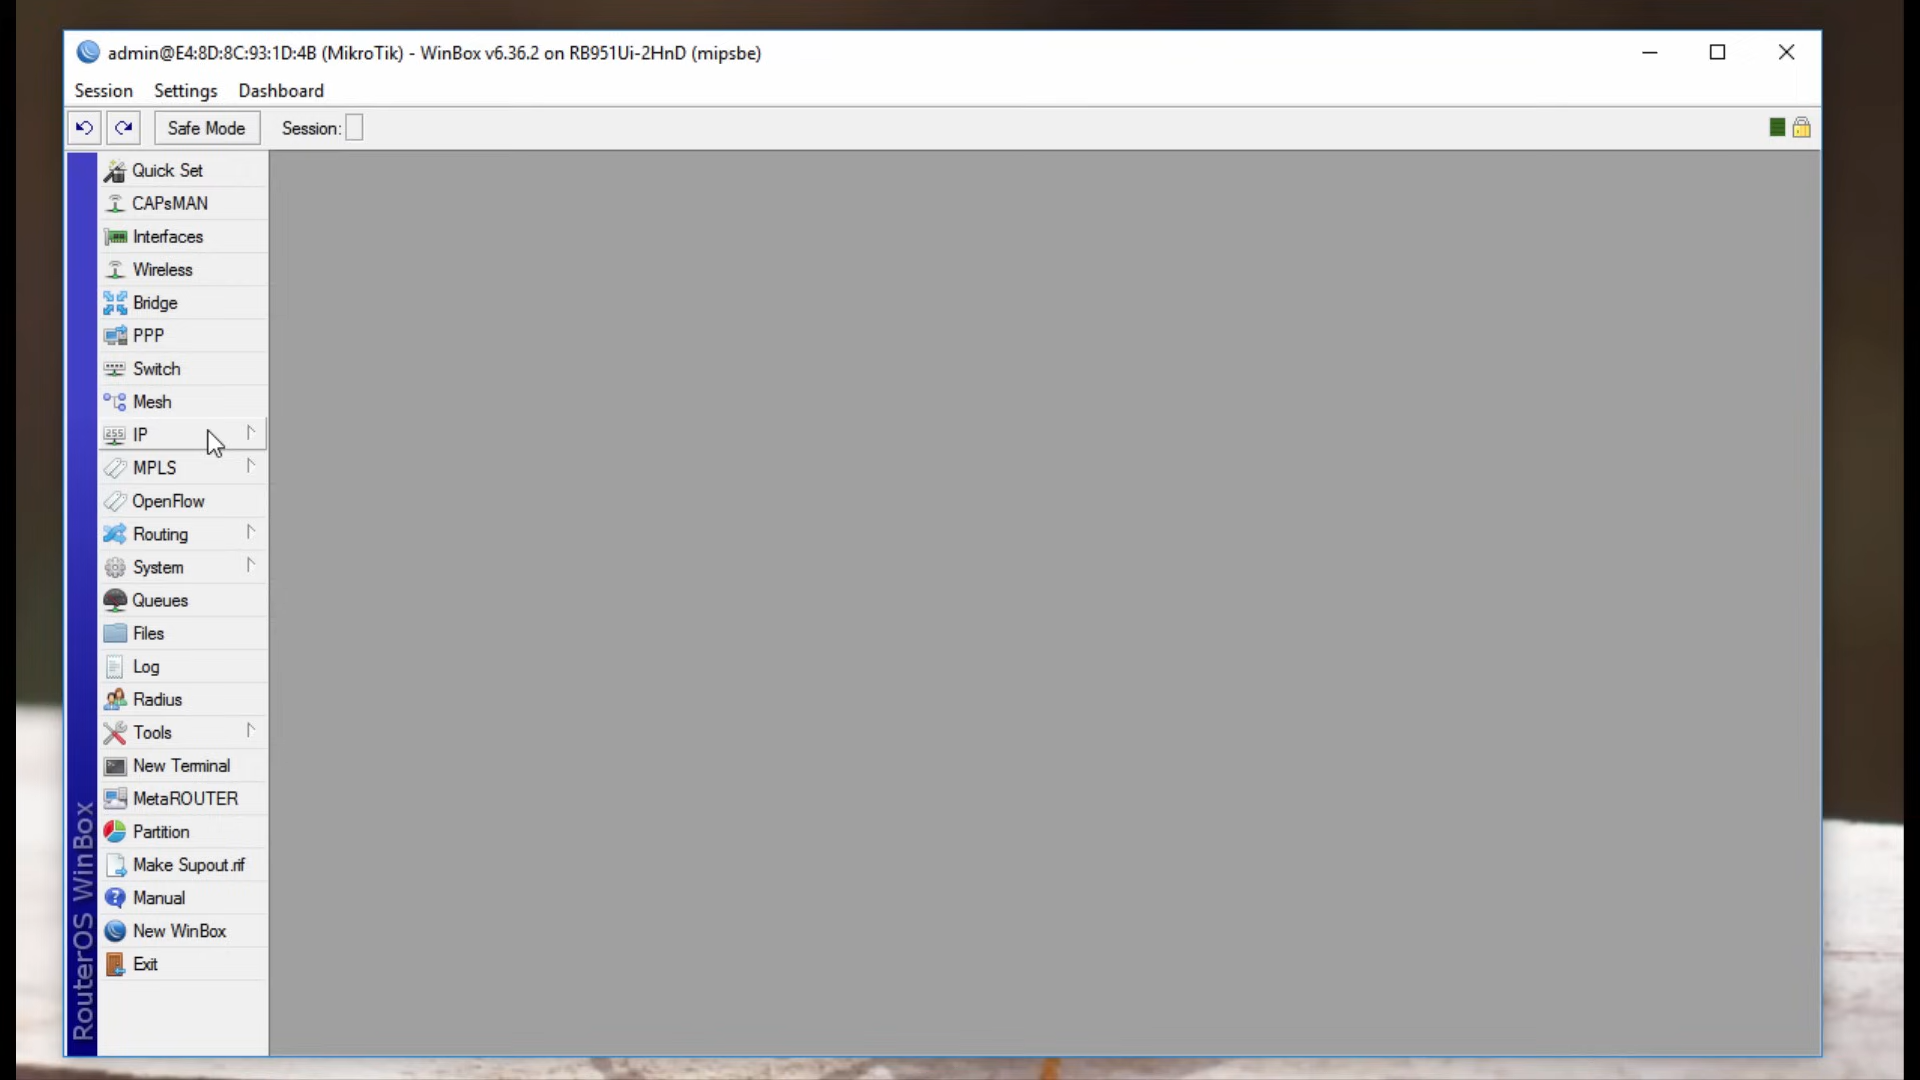 admin@E4:8D:8C:93:1D:4B (MikroTik) - WinBox v6.36.2 on RB951Ui-2HnD (mipsbe)
Session Settings Dashboard
Safe Mode Session:
Quick Set
CAPsMAN
Interfaces
Wireless
Bridge
PPP
Switch
Mesh
255 IP
MPLS
OpenFlow
Routing
System
Queues
Files
Log
Radius
Tools
New Terminal
MetaROUTER
Partition
Make Supout.rif
Manual
New WinBox
Exit
RouterOS WinBox